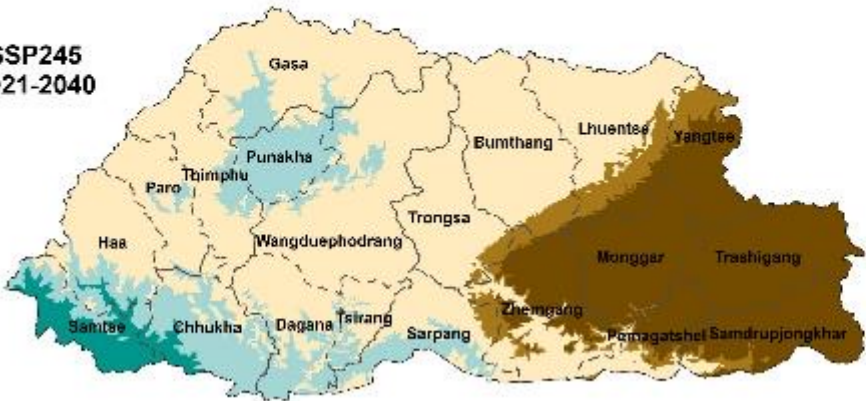 SSP245
021-2040
Gasa
Lhuentse
Yangtse
Bumthang
Punakha
Thimphu
Paro
Trongsa
Haa
Wangduephodrang
Monggar
Trashigang
Zhemgang
Samtse
Chhukha
Dagana
Tsirang
Sarpang
Pemagatshel
Samdrupjongkhar